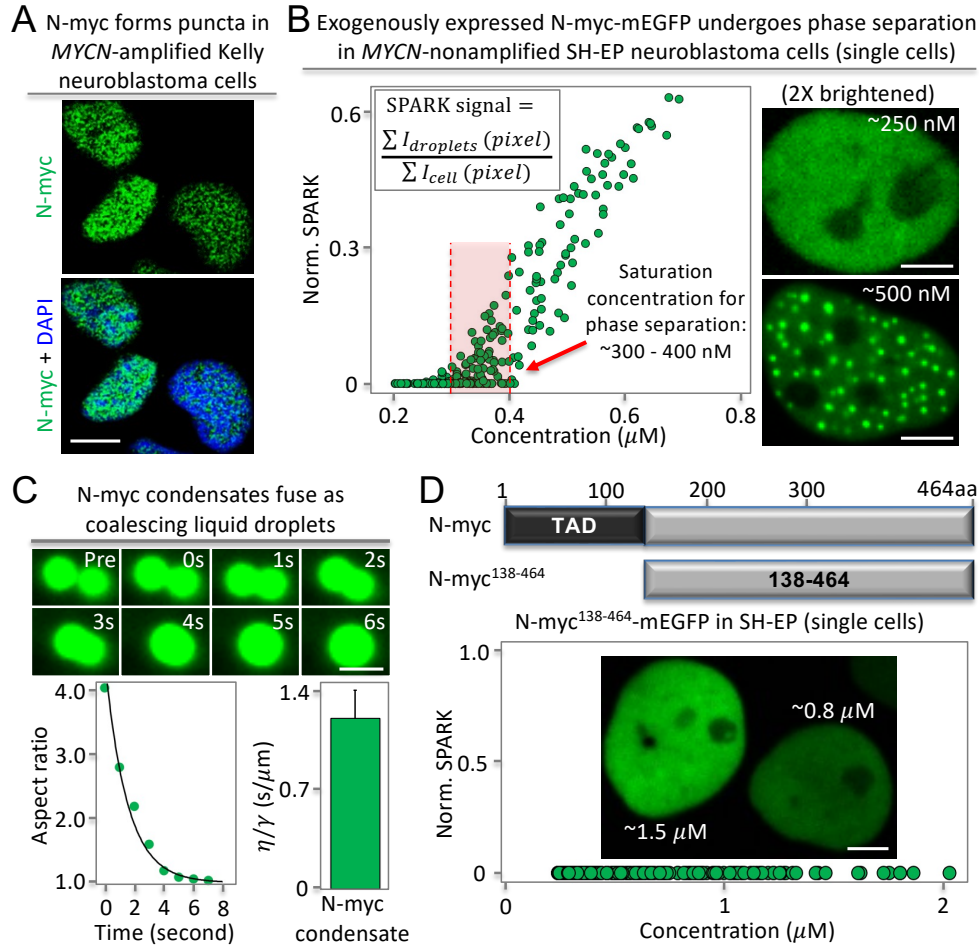 A
N-myc forms puncta in
MYCN-amplified Kelly
neuroblastoma cells
N-myc
N-myc + DAPI
B
Exogenously expressed N-myc-mEGFP undergoes phase separation
in MYCN-nonamplified SH-EP neuroblastoma cells (single cells)
SPARK signal =
∑ I_droplets (pixel)
∑ I_cell (pixel)
Norm. SPARK
0.6
0.3
0
Saturation
concentration for
phase separation:
~300 - 400 nM
0.2 0.4 0.6 0.8
Concentration (μM)
(2X brightened)
~250 nM
~500 nM
C
N-myc condensates fuse as
coalescing liquid droplets
Pre 0s 1s 2s
3s 4s 5s 6s
Aspect ratio
4.0
3.0
2.0
1.0
0 2 4 6 8
Time (second)
η/γ (s/μm)
1.4
0.7
0
N-myc
condensate
D
1 100 200 300 464aa
N-myc
TAD
N-myc¹³⁸⁻⁴⁶⁴
138-464
N-myc¹³⁸⁻⁴⁶⁴-mEGFP in SH-EP (single cells)
Norm. SPARK
1.0
0.5
0
~1.5 μM
~0.8 μM
0 1 2
Concentration (μM)